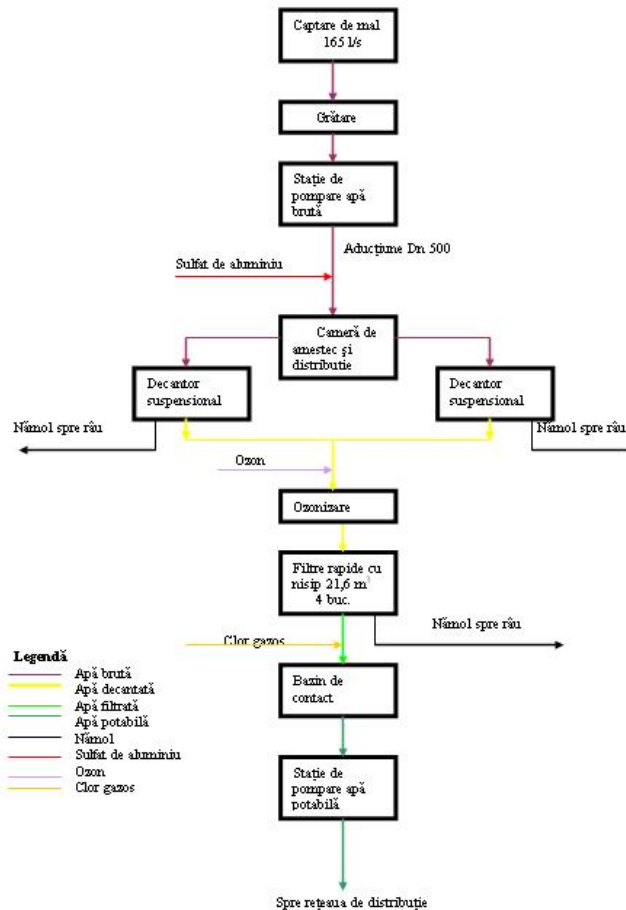 Captare de mal
165 l/s
Grătare
Stație de
pompare apă
brută
Aducțiune Dn 500
Sulfat de aluminiu
Cameră de
amestec și
distributie
Decantor
suspensional
Decantor
suspensional
Nămol spre râu
Nămol spre râu
Ozon
Ozonizare
Filtre rapide cu
nisip 21,6 m
4 buc.
Nămol spre râu
Clor gazos
Bazin de
contact
Stație de
pompare apă
potabilă
Spre rețeaua de distribuție
Legendă
Apă brută
Apă decantată
Apă filtrată
Apă potabilă
Nămol
Sulfat de aluminiu
Ozon
Clor gazos